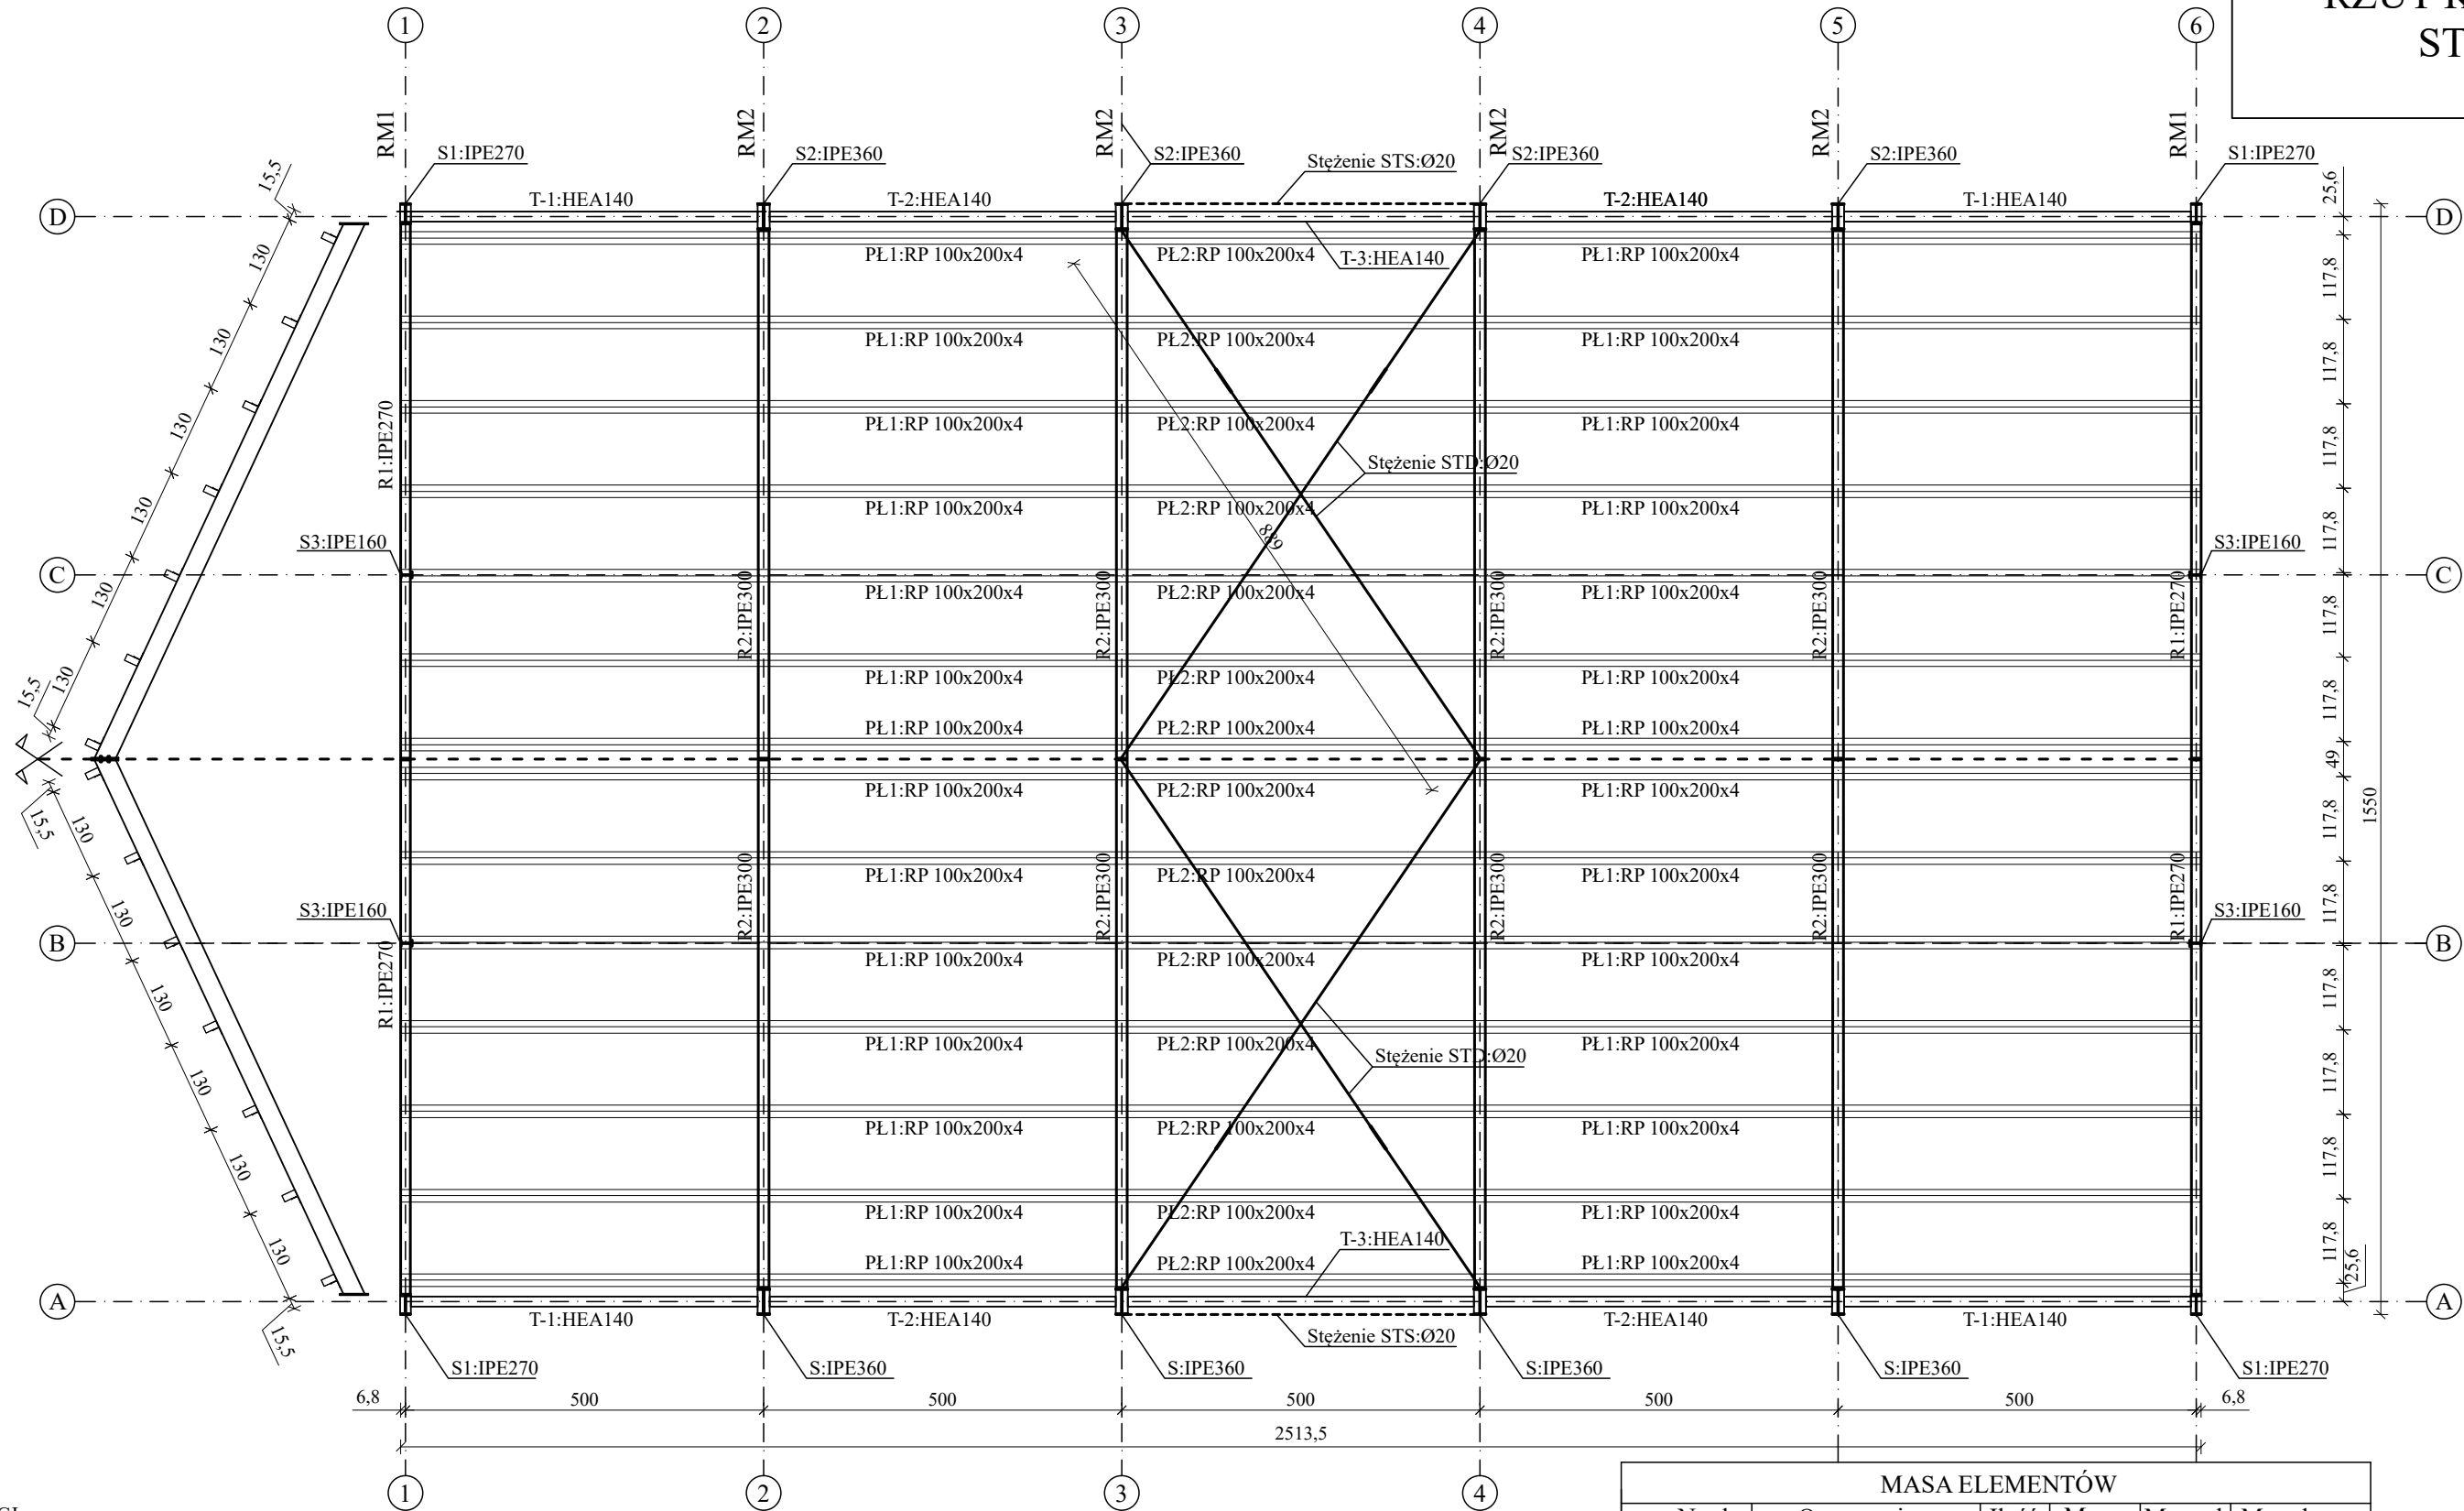 1 2 3 4 5 6
ST
RM1 RM2 RM2 RM2 RM2 RM1
S1:IPE270 S2:IPE360 S2:IPE360 Stężenie STS:Ø20 S2:IPE360 S2:IPE360 S1:IPE270
15,5 25,6
D T-1:HEA140 T-2:HEA140 T-2:HEA140 T-1:HEA140 D
130 PŁ1:RP 100x200x4 PŁ2:RP 100x200x4 T-3:HEA140 PŁ1:RP 100x200x4 117,8
130 PŁ1:RP 100x200x4 PŁ2:RP 100x200x4 PŁ1:RP 100x200x4 117,8
130 R1:IPE270 PŁ1:RP 100x200x4 PŁ2:RP 100x200x4 PŁ1:RP 100x200x4 117,8
Stężenie STD:Ø20
130 PŁ1:RP 100x200x4 PŁ2:RP 100x200x4 PŁ1:RP 100x200x4 117,8
S3:IPE160 889 S3:IPE160
C C
130 PŁ1:RP 100x200x4 PŁ2:RP 100x200x4 PŁ1:RP 100x200x4 117,8
R2:IPE300 R2:IPE300 R2:IPE300 R2:IPE300 R1:IPE270
15,5 130 PŁ1:RP 100x200x4 PŁ2:RP 100x200x4 PŁ1:RP 100x200x4 117,8
PŁ1:RP 100x200x4 PŁ2:RP 100x200x4 PŁ1:RP 100x200x4
49
PŁ1:RP 100x200x4 PŁ2:RP 100x200x4 PŁ1:RP 100x200x4 1550
15,5 130 117,8
PŁ1:RP 100x200x4 PŁ2:RP 100x200x4 PŁ1:RP 100x200x4
R2:IPE300 R2:IPE300 R2:IPE300 R2:IPE300 R1:IPE270
S3:IPE160 130 117,8 S3:IPE160
B B
PŁ1:RP 100x200x4 PŁ2:RP 100x200x4 PŁ1:RP 100x200x4
130 R1:IPE270 117,8
PŁ1:RP 100x200x4 PŁ2:RP 100x200x4 PŁ1:RP 100x200x4
Stężenie STD:Ø20
130 117,8
PŁ1:RP 100x200x4 PŁ2:RP 100x200x4 PŁ1:RP 100x200x4
130 117,8
PŁ1:RP 100x200x4 PŁ2:RP 100x200x4 PŁ1:RP 100x200x4
130 T-3:HEA140 117,8
PŁ1:RP 100x200x4 PŁ2:RP 100x200x4 PŁ1:RP 100x200x4 25,6
A A
T-1:HEA140 T-2:HEA140 T-2:HEA140 T-1:HEA140
15,5 Stężenie STS:Ø20
S1:IPE270 S:IPE360 S:IPE360 S:IPE360 S:IPE360 S1:IPE270
6,8 500 500 500 500 500 6,8
2513,5
MASA ELEMENTÓW
1 2 3 4